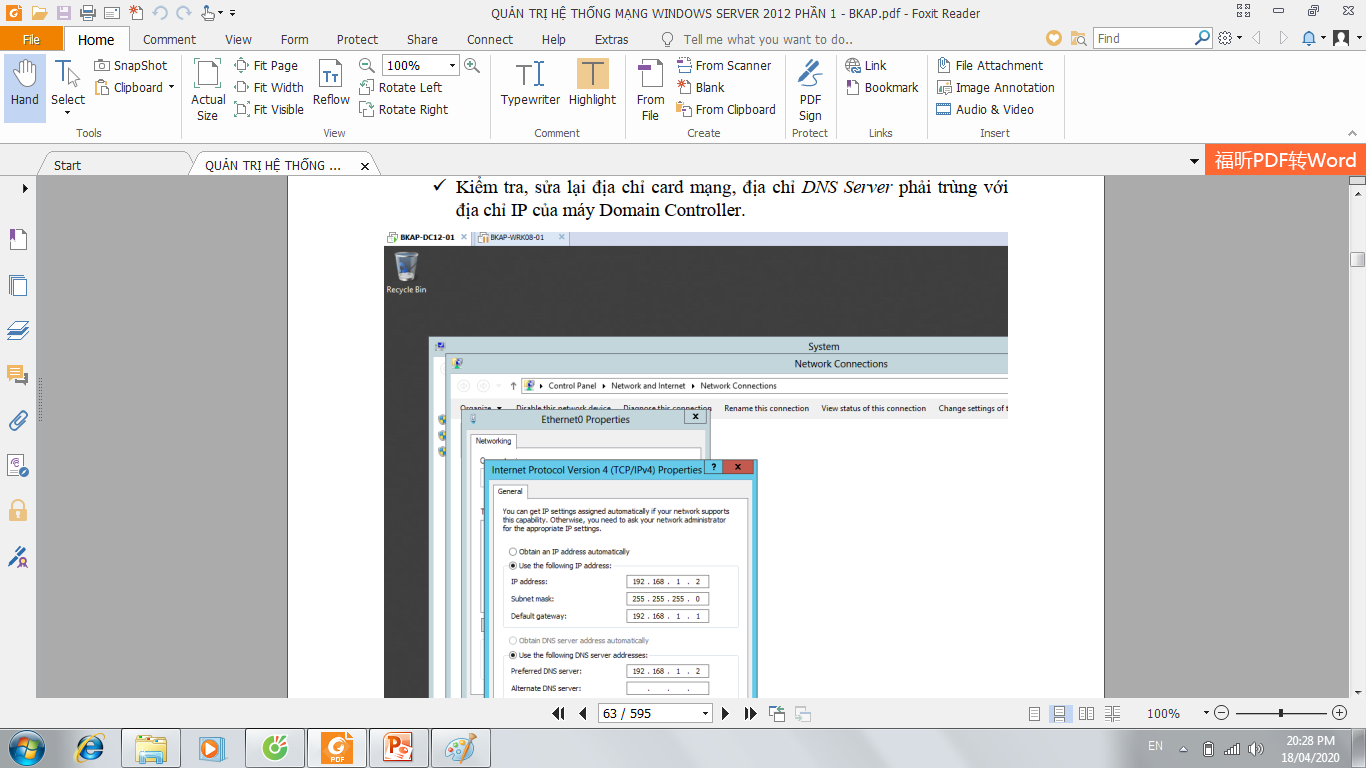 QUẢN TRỊ HỆ THỐNG MẠNG WINDOWS SERVER 2012 PHẦN 1 - BKAP.pdf - Foxit Reader
File Home Comment View Form Protect Share Connect Help Extras Tell me what you want to do.. Find
Hand
Select
SnapShot
Clipboard
Tools
Actual Size
Fit Page
Fit Width
Fit Visible
Reflow
100%
Rotate Left
Rotate Right
View
Typewriter
Highlight
Comment
From File
From Scanner
Blank
From Clipboard
Create
PDF Sign
Protect
Link
Bookmark
Links
File Attachment
Image Annotation
Audio & Video
Insert
Start
QUẢN TRỊ HỆ THỐNG ...
福昕PDF转Word
✓ Kiểm tra, sửa lại địa chỉ card mạng, địa chỉ DNS Server phải trùng với
địa chỉ IP của máy Domain Controller.
BKAP-DC12-01 BKAP-WRK08-01
Recycle Bin
System
Network Connections
Control Panel Network and Internet Network Connections
Organize Disable this network device Diagnose this connection Rename this connection View status of this connection Change settings of t
Ethernet0 Properties
Networking
Internet Protocol Version 4 (TCP/IPv4) Properties
General
You can get IP settings assigned automatically if your network supports
this capability. Otherwise, you need to ask your network administrator
for the appropriate IP settings.
Obtain an IP address automatically
Use the following IP address:
IP address: 192 . 168 . 1 . 2
Subnet mask: 255 . 255 . 255 . 0
Default gateway: 192 . 168 . 1 . 1
Obtain DNS server address automatically
Use the following DNS server addresses:
Preferred DNS server: 192 . 168 . 1 . 2
Alternate DNS server: . . .
63 / 595
100%
PDF
EN
20:28 PM
18/04/2020